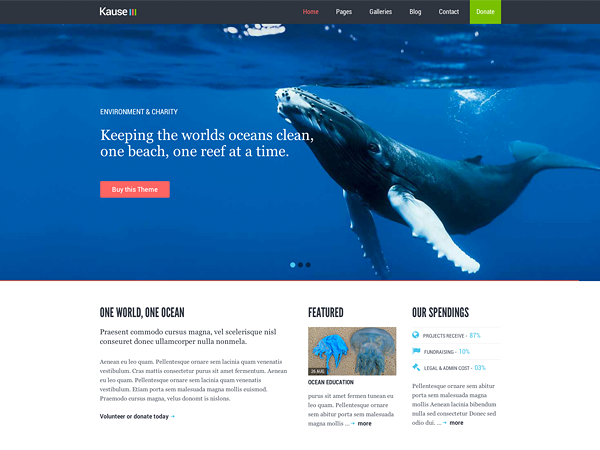 Kause
Home Pages Galleries Blog Contact Donate
ENVIRONMENT & CHARITY
Keeping the worlds oceans clean,
one beach, one reef at a time.
Buy this Theme
ONE WORLD, ONE OCEAN
Praesent commodo cursus magna, vel scelerisque nisl
conseuret donec ullamcorper nulla nonmela.
Aenean eu leo quam. Pellentesque ornare sem lacinia quam venenatis
vestibulum. Cras mattis consectetur purus sit amet fermentum. Aenean
eu leo quam. Pellentesque ornare sem lacinia quam venenatis
vestibulum. Etiam porta sem malesuada magna mollis euismod.
Praemodo cursus magna, velus donomt is nislons.
Volunteer or donate today →
FEATURED
26 AUG
OCEAN EDUCATION
purus sit amet fermen tumean eu
leo quam. Pellentesque ornare
sem abitur porta sem malesuada
magna mollis ... → more
OUR SPENDINGS
PROJECTS RECEIVE - 87%
FUNDRAISING - 10%
LEGAL & ADMIN COST - 03%
Pellentesque ornare sem abitur
porta sem malesuada magna
mollis Aenean lacinia bibendum
nulla sed consectetur Donec sed
odio dui. ... → more